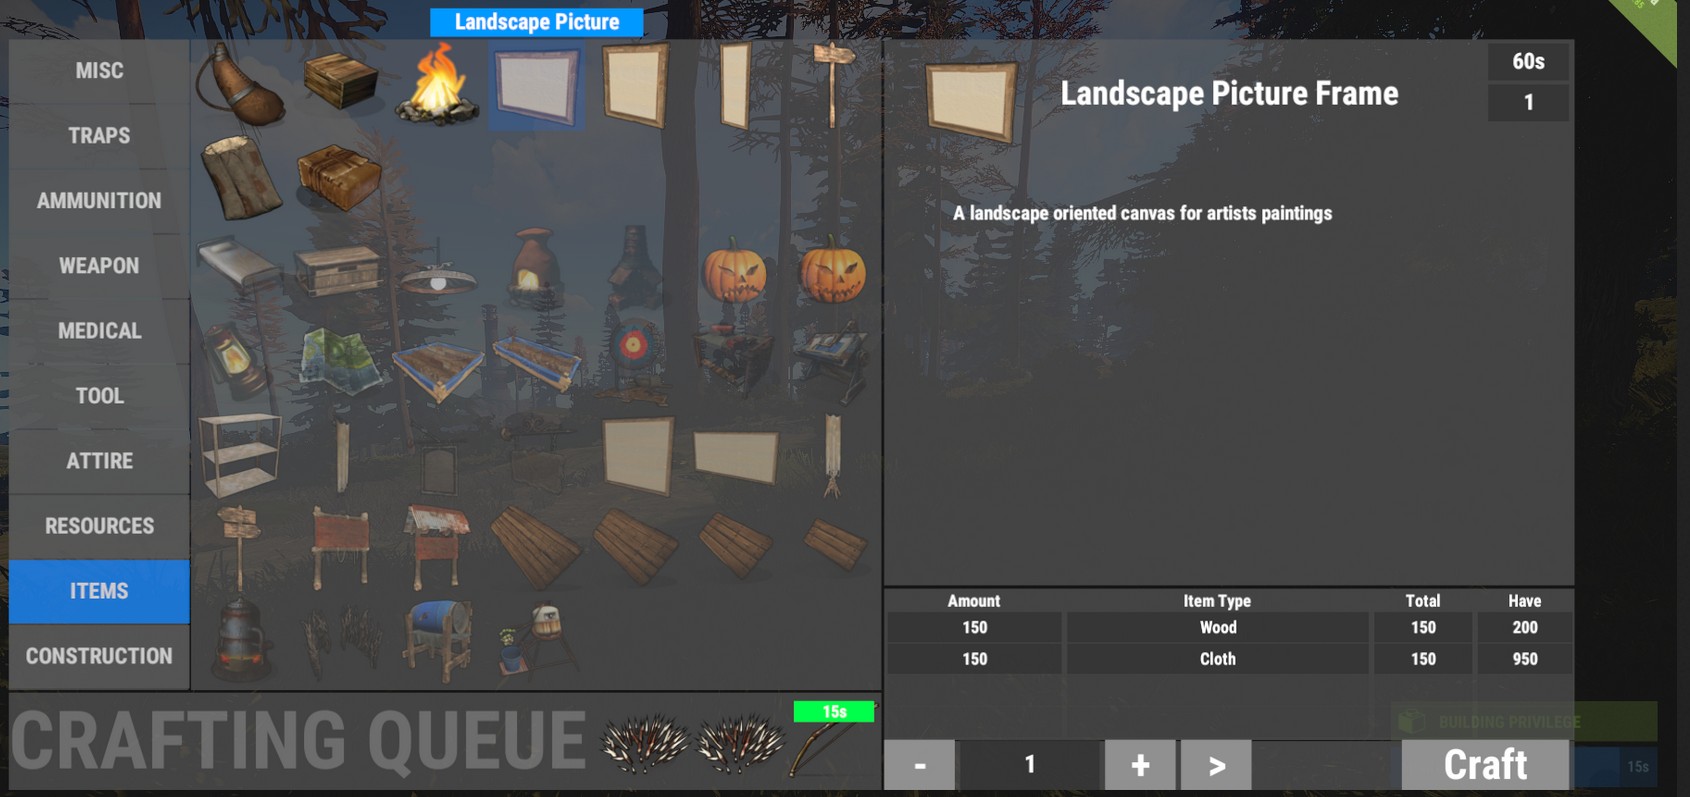 Landscape Picture
MISC
TRAPS
AMMUNITION
WEAPON
MEDICAL
TOOL
ATTIRE
RESOURCES
ITEMS
CONSTRUCTION
Landscape Picture Frame
60s
1
A landscape oriented canvas for artists paintings
Amount Item Type Total Have
150 Wood 150 200
150 Cloth 150 950
BUILDING PRIVILEGE
CRAFTING QUEUE
15s
- 1 + > Craft
15s